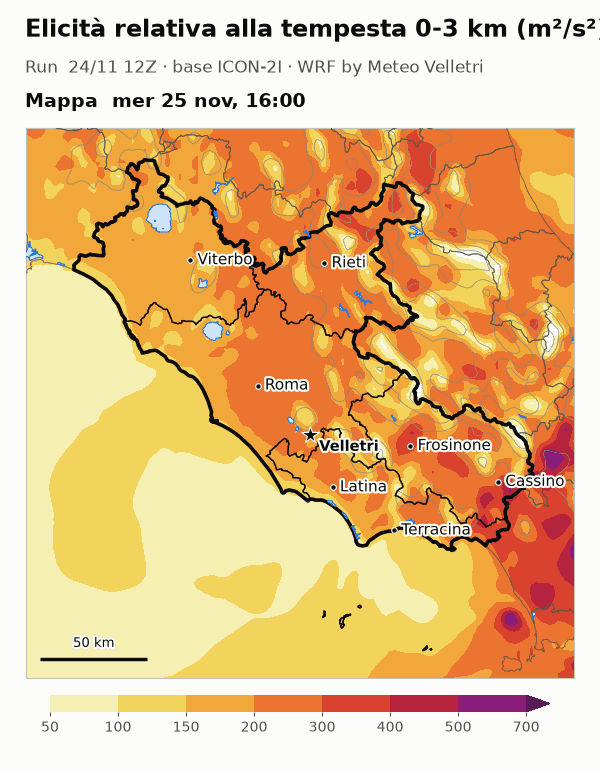 Elicità relativa alla tempesta 0-3 km (m²/s²)
Run 24/11 12Z · base ICON-2I · WRF by Meteo Velletri
Mappa mer 25 nov, 16:00
Viterbo
Rieti
Roma
Velletri
Frosinone
Latina
Cassino
Terracina
50 km
50 100 150 200 300 400 500 700